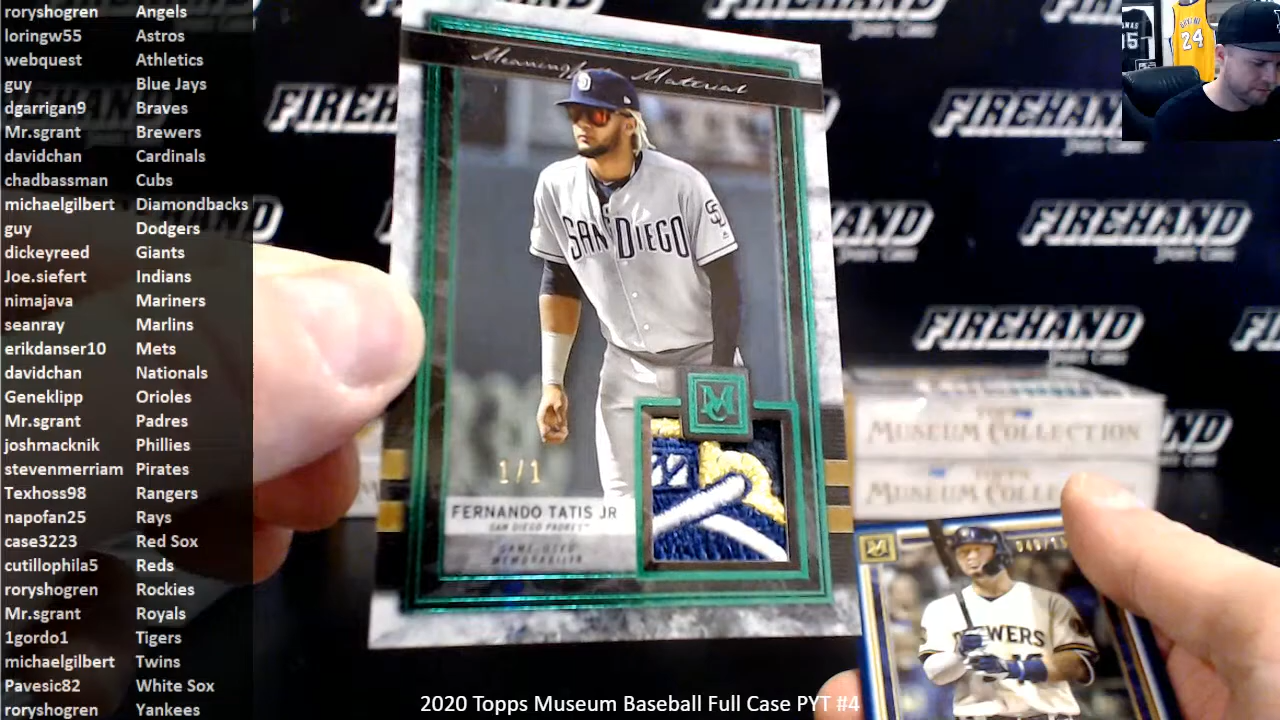 roryshogren Angels
loringw55 Astros
webquest Athletics
guy Blue Jays
dgarrigan9 Braves
Mr.sgrant Brewers
davidchan Cardinals
chadbassman Cubs
michaelgilbert Diamondbacks
guy Dodgers
dickeyreed Giants
Joe.siefert Indians
nimajava Mariners
seanray Marlins
erikdanser10 Mets
davidchan Nationals
Geneklipp Orioles
Mr.sgrant Padres
joshmacknik Phillies
stevenmerriam Pirates
Texhoss98 Rangers
napofan25 Rays
case3223 Red Sox
cutillophila5 Reds
roryshogren Rockies
Mr.sgrant Royals
1gordo1 Tigers
michaelgilbert Twins
Pavesic82 White Sox
roryshogren Yankees
Meaningful Material
SAN DIEGO
SD
1/1
FERNANDO TATIS JR
SAN DIEGO PADRES
GAME-USED
MEMORABILIA
FIREHAND
FIREHAND
FIREHAND
FIREHAND
24
MUSEUM COLLECTION
BREWERS
2020 Topps Museum Baseball Full Case PYT #4